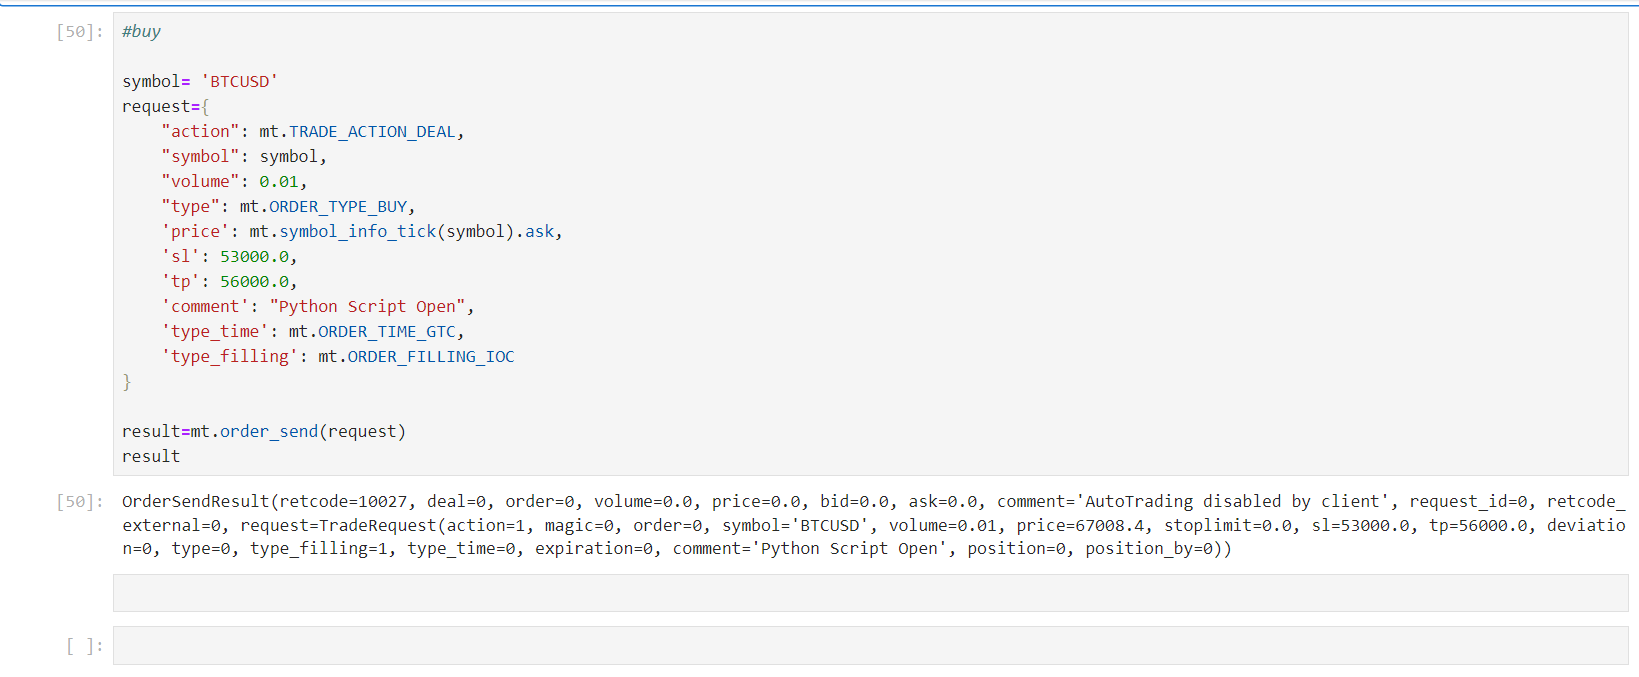 [50]: #buy
symbol= 'BTCUSD'
request={
    "action": mt.TRADE_ACTION_DEAL,
    "symbol": symbol,
    "volume": 0.01,
    "type": mt.ORDER_TYPE_BUY,
    'price': mt.symbol_info_tick(symbol).ask,
    'sl': 53000.0,
    'tp': 56000.0,
    'comment': "Python Script Open",
    'type_time': mt.ORDER_TIME_GTC,
    'type_filling': mt.ORDER_FILLING_IOC
}
result=mt.order_send(request)
result
[50]: OrderSendResult(retcode=10027, deal=0, order=0, volume=0.0, price=0.0, bid=0.0, ask=0.0, comment='AutoTrading disabled by client', request_id=0, retcode_
external=0, request=TradeRequest(action=1, magic=0, order=0, symbol='BTCUSD', volume=0.01, price=67008.4, stoplimit=0.0, sl=53000.0, tp=56000.0, deviatio
n=0, type=0, type_filling=1, type_time=0, expiration=0, comment='Python Script Open', position=0, position_by=0))
[ ]: